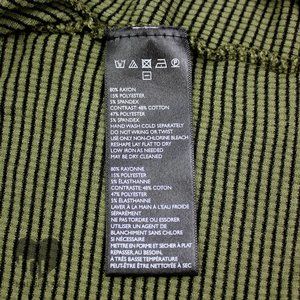 80% RAYON
15% POLYESTER
5% SPANDEX
CONTRAST: 48% COTTON
47% POLYESTER
5% SPANDEX
HAND WASH COLD SEPARATELY
DO NOT WRING OR TWIST
USE ONLY NON-CHLORINE BLEACH
RESHAPE LAY FLAT TO DRY
LOW IRON AS NEEDED
MAY BE DRY CLEANED
80% RAYONNE
15% POLYESTER
5% ÉLASTHANNE
CONTRASTE: 48% COTON
47% POLYESTER
5% ÉLASTHANNE
LAVER À LA MAIN À L'EAU FROIDE
SÉPARÉMENT
NE PAS TORDRE OU ESSORER
UTILISER UN AGENT DE
BLANCHIMENT SANS CHLORE
SI NÉCESSAIRE
METTRE EN FORME ET SÉCHER À PLAT
REPASSER, AU BESOIN,
À TRÈS BASSE TEMPÉRATURE
PEUT-ÊTRE NETTOYÉ À SEC